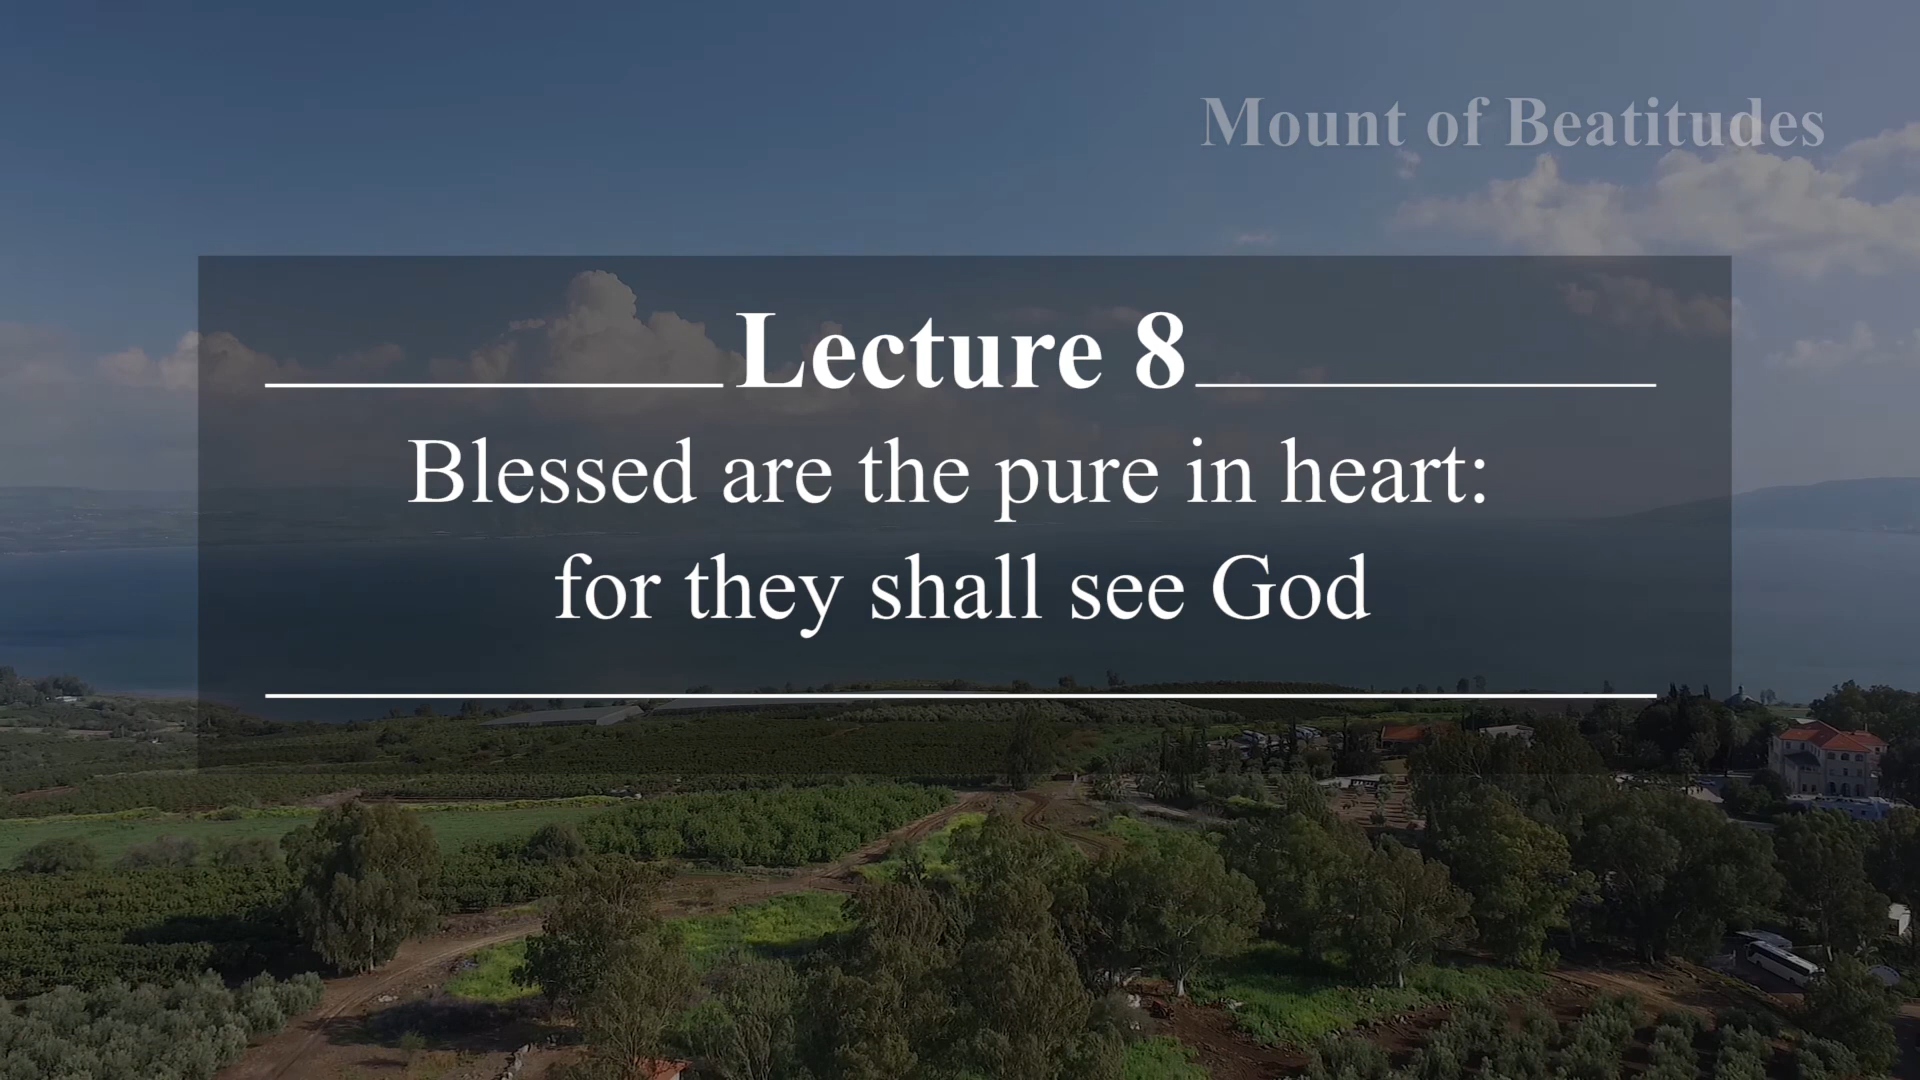 Mount of Beatitudes
Lecture 8
Blessed are the pure in heart:
for they shall see God